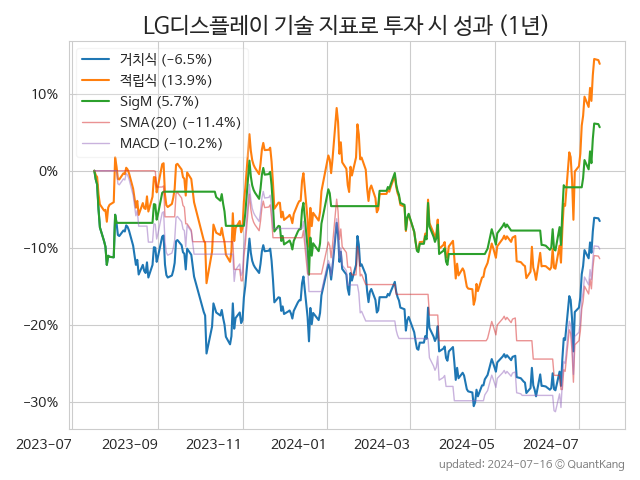 LG디스플레이 기술 지표로 투자 시 성과 (1년)
거치식 (−6.5%)
적립식 (13.9%)
SigM (5.7%)
SMA(20) (−11.4%)
MACD (−10.2%)
10%
0%
−10%
−20%
−30%
2023-07
2023-09
2023-11
2024-01
2024-03
2024-05
2024-07
updated: 2024-07-16 © QuantKang